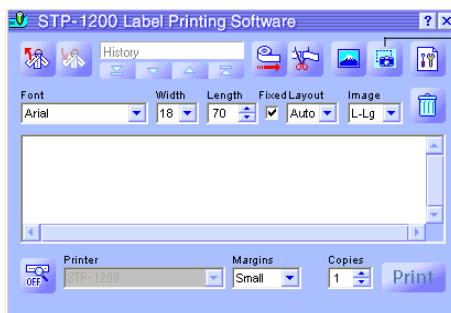 STP-1200 Label Printing Software
History
Font Width Length Fixed Layout Image
Arial 18 70 Auto L-Lg
Printer Margins Copies
OFF STP-1200 Small 1 Print